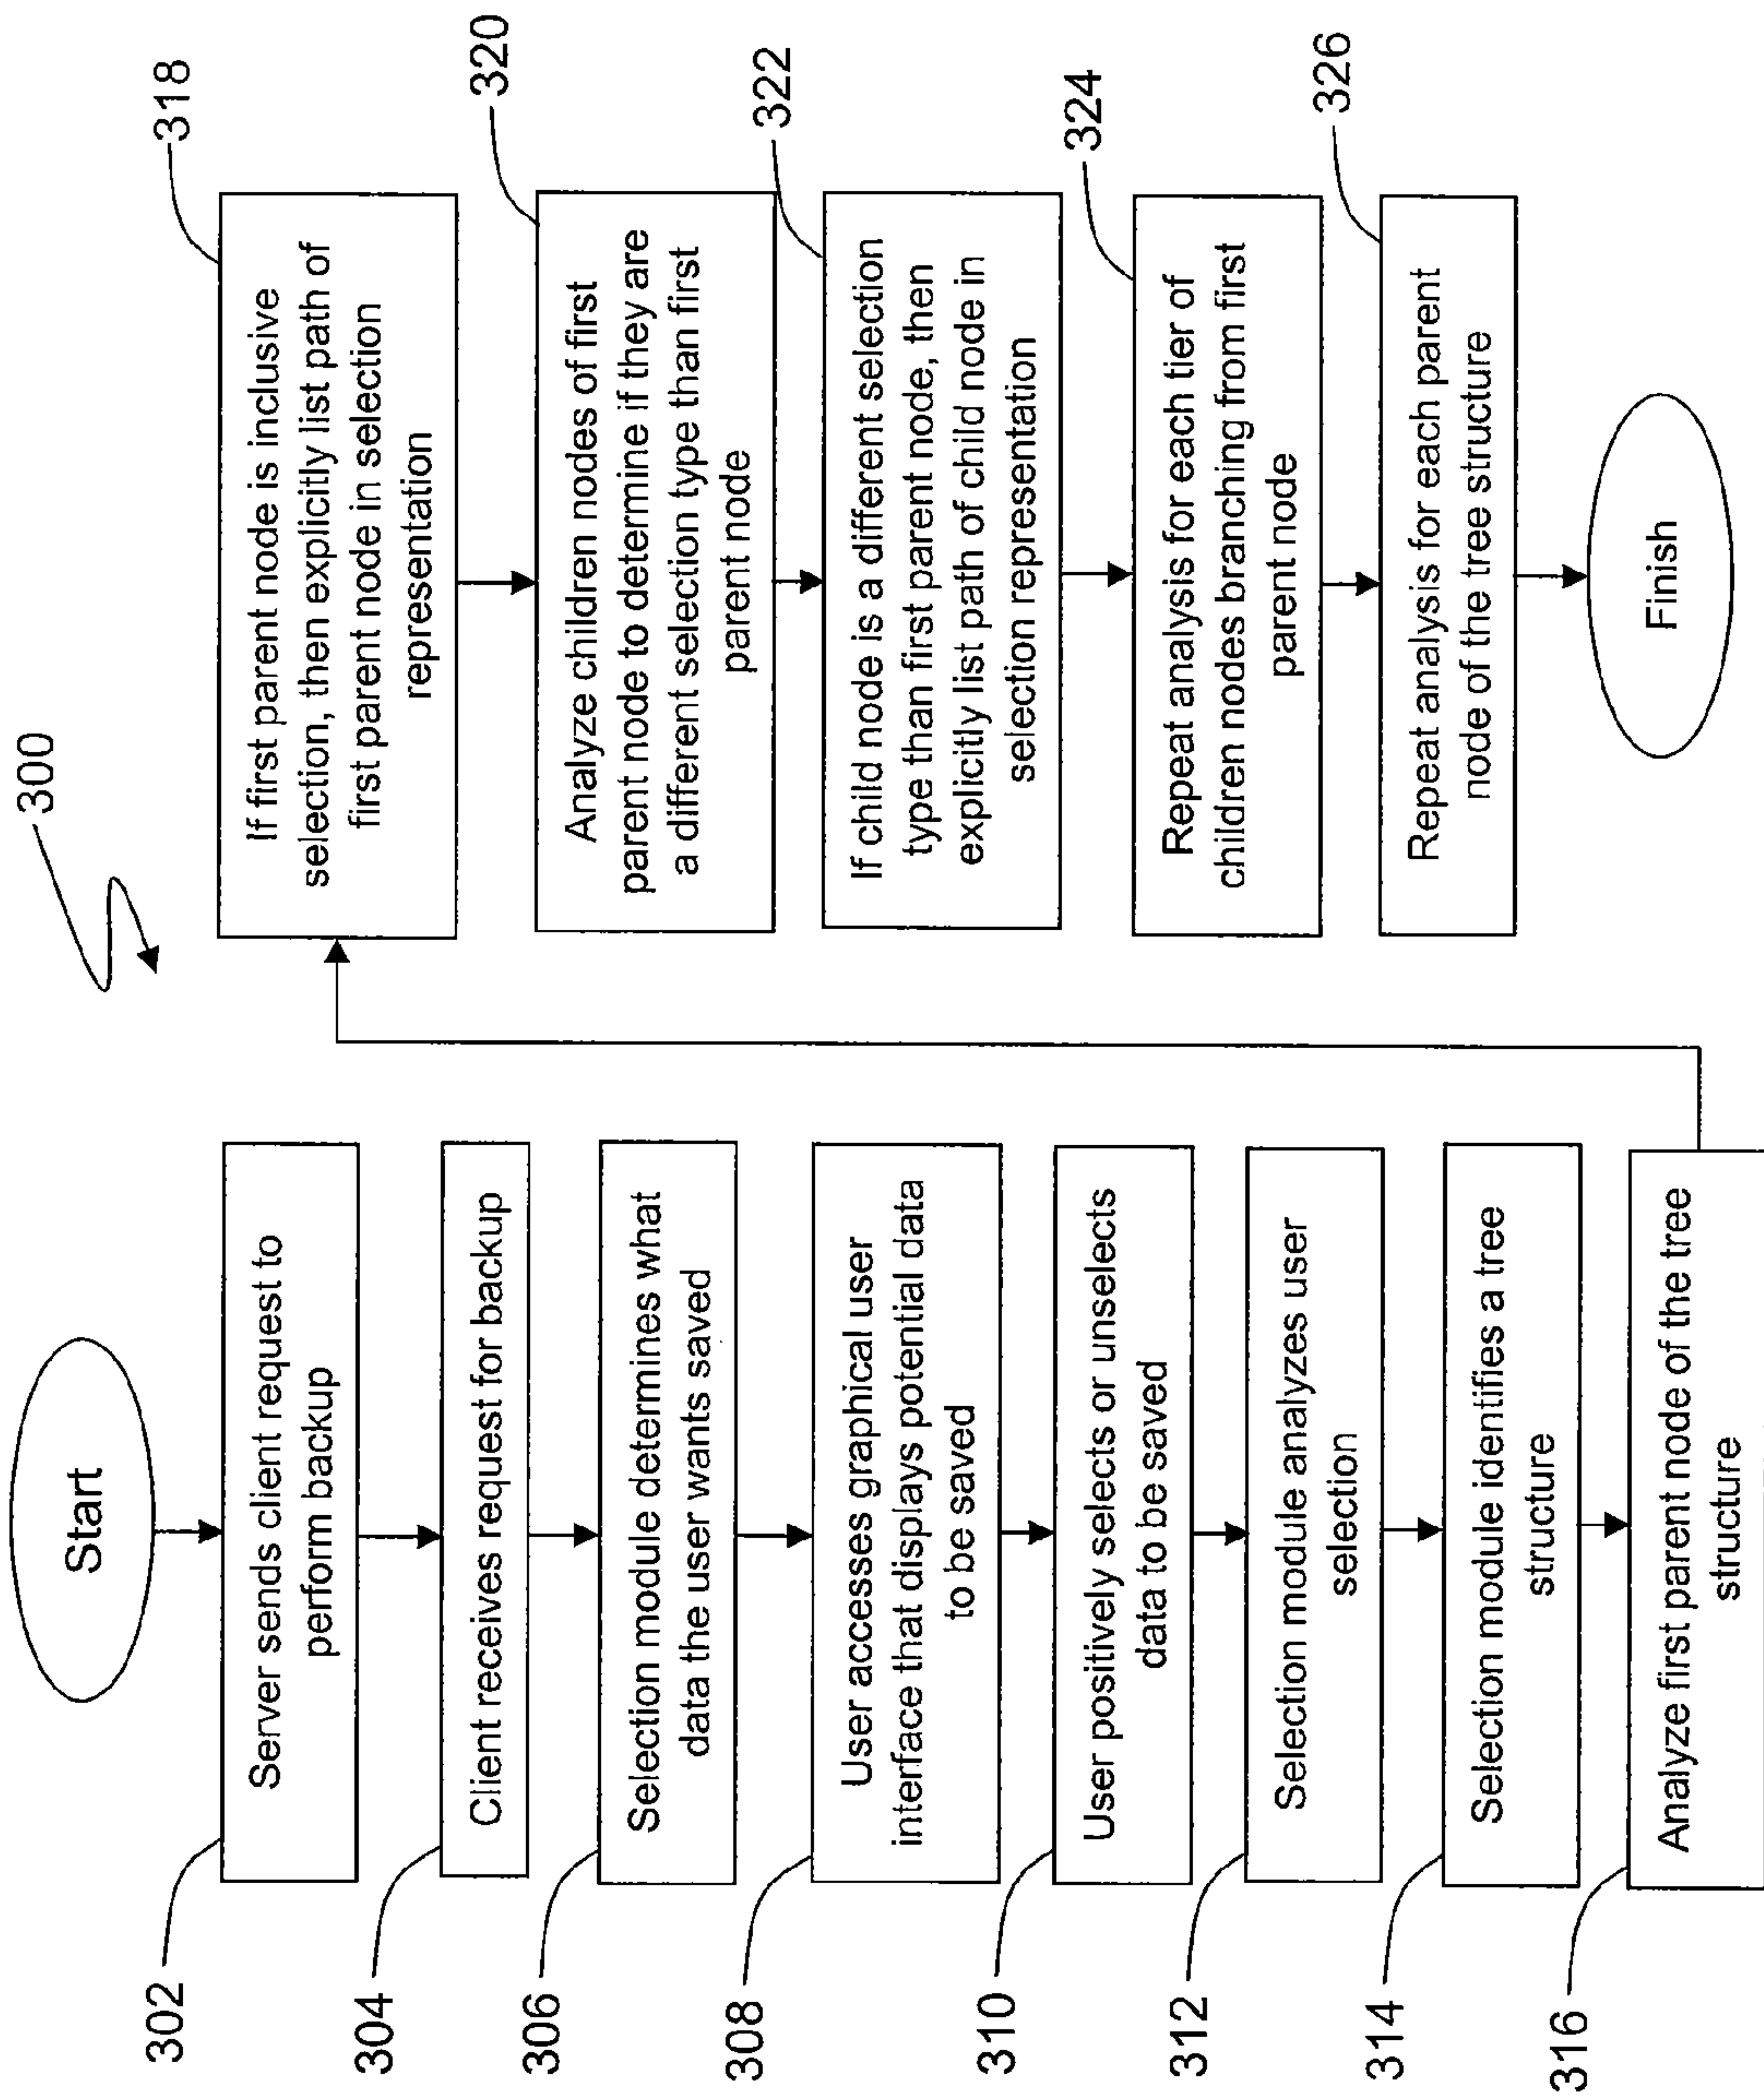 300
Start
302
Server sends client request to
perform backup
304
Client receives request for backup
306
Selection module determines what
data the user wants saved
308
User accesses graphical user
interface that displays potential data
to be saved
310
User positively selects or unselects
data to be saved
312
Selection module analyzes user
selection
314
Selection module identifies a tree
structure
316
Analyze first parent node of the tree
structure
318
If first parent node is inclusive
selection, then explicitly list path of
first parent node in selection
representation
320
Analyze children nodes of first
parent node to determine if they are
a different selection type than first
parent node
322
If child node is a different selection
type than first parent node, then
explicitly list path of child node in
selection representation
324
Repeat analysis for each tier of
children nodes branching from first
parent node
326
Repeat analysis for each parent
node of the tree structure
Finish